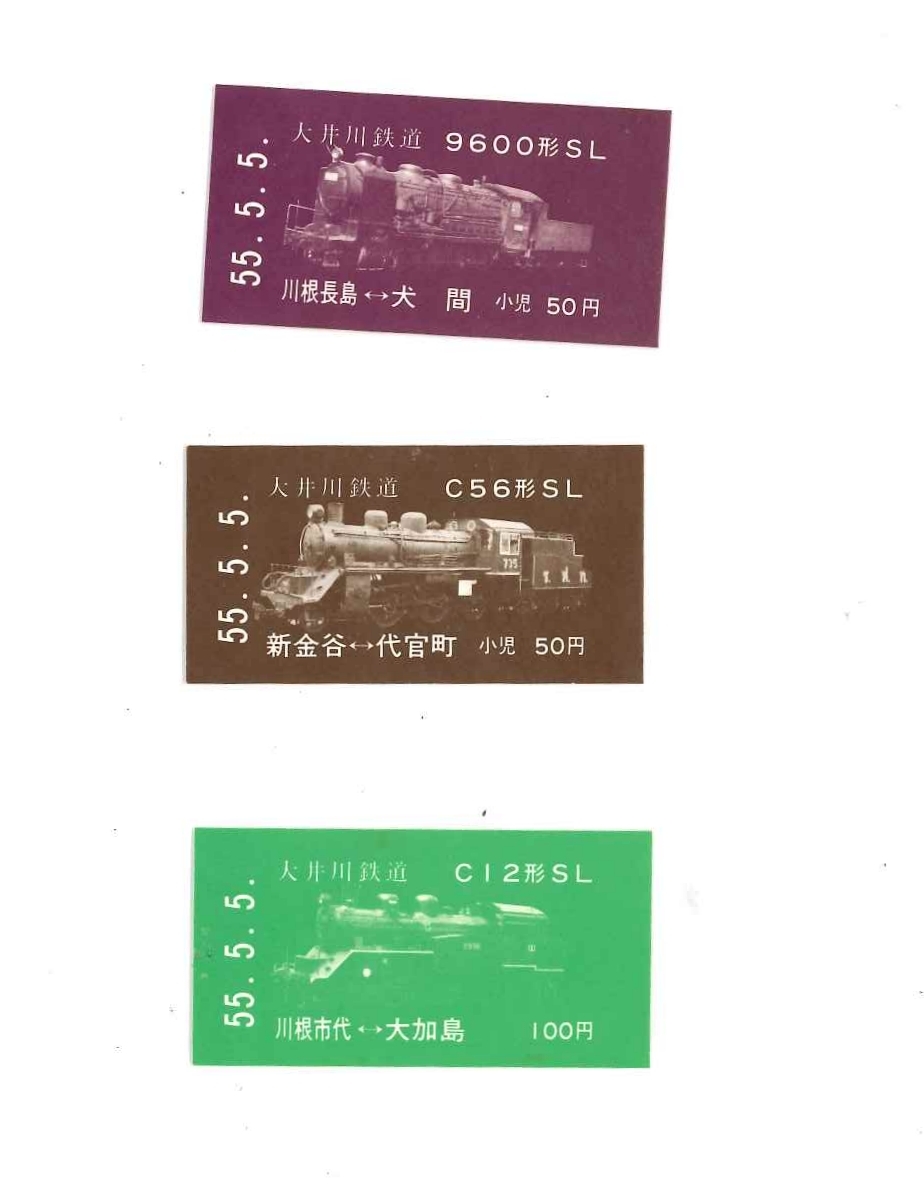 大井川鉄道 9600形SL
55.5.5.
川根長島↔犬間 小児 50円
大井川鉄道 C56形SL
55.5.5.
735
新金谷↔代官町 小児 50円
大井川鉄道 C12形SL
55.5.5.
川根市代↔大加島 100円